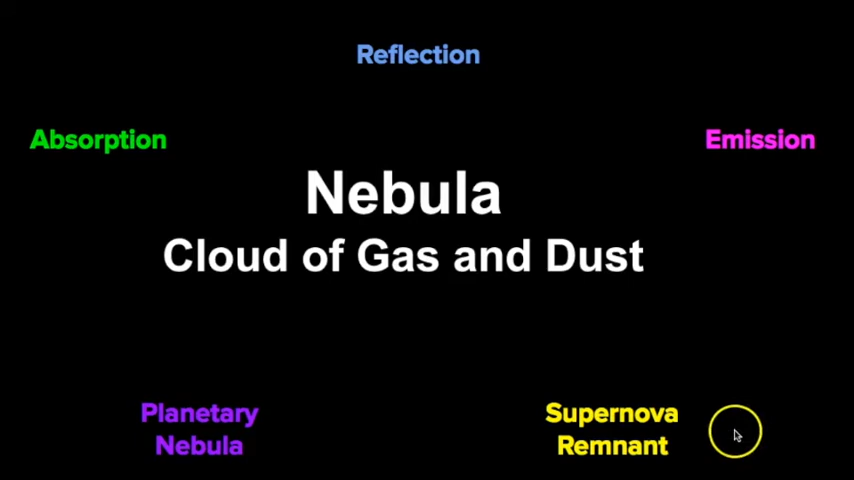 Reflection
Absorption
Emission
Nebula
Cloud of Gas and Dust
Planetary
Nebula
Supernova
Remnant